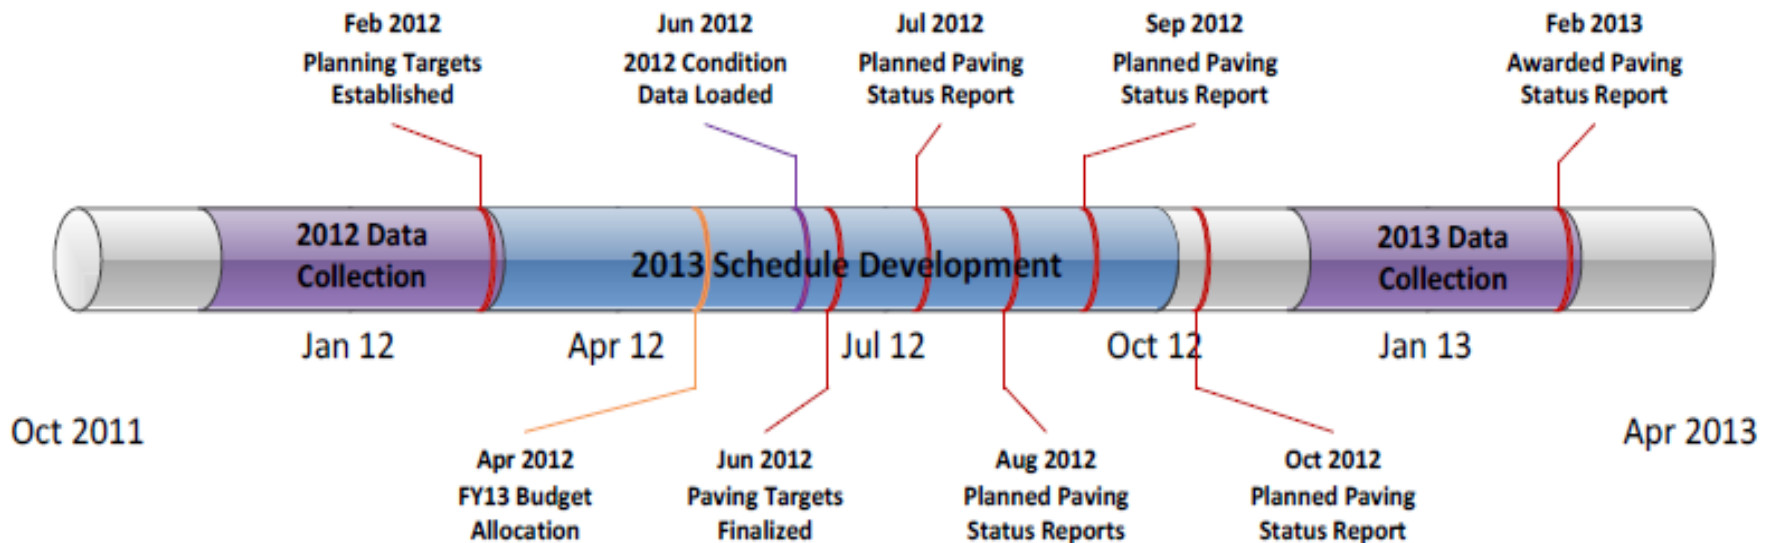 Feb 2012
Planning Targets
Established
Jun 2012
2012 Condition
Data Loaded
Jul 2012
Planned Paving
Status Report
Sep 2012
Planned Paving
Status Report
Feb 2013
Awarded Paving
Status Report
2012 Data
Collection
2013 Schedule Development
2013 Data
Collection
Jan 12
Apr 12
Jul 12
Oct 12
Jan 13
Oct 2011
Apr 2013
Apr 2012
FY13 Budget
Allocation
Jun 2012
Paving Targets
Finalized
Aug 2012
Planned Paving
Status Reports
Oct 2012
Planned Paving
Status Report